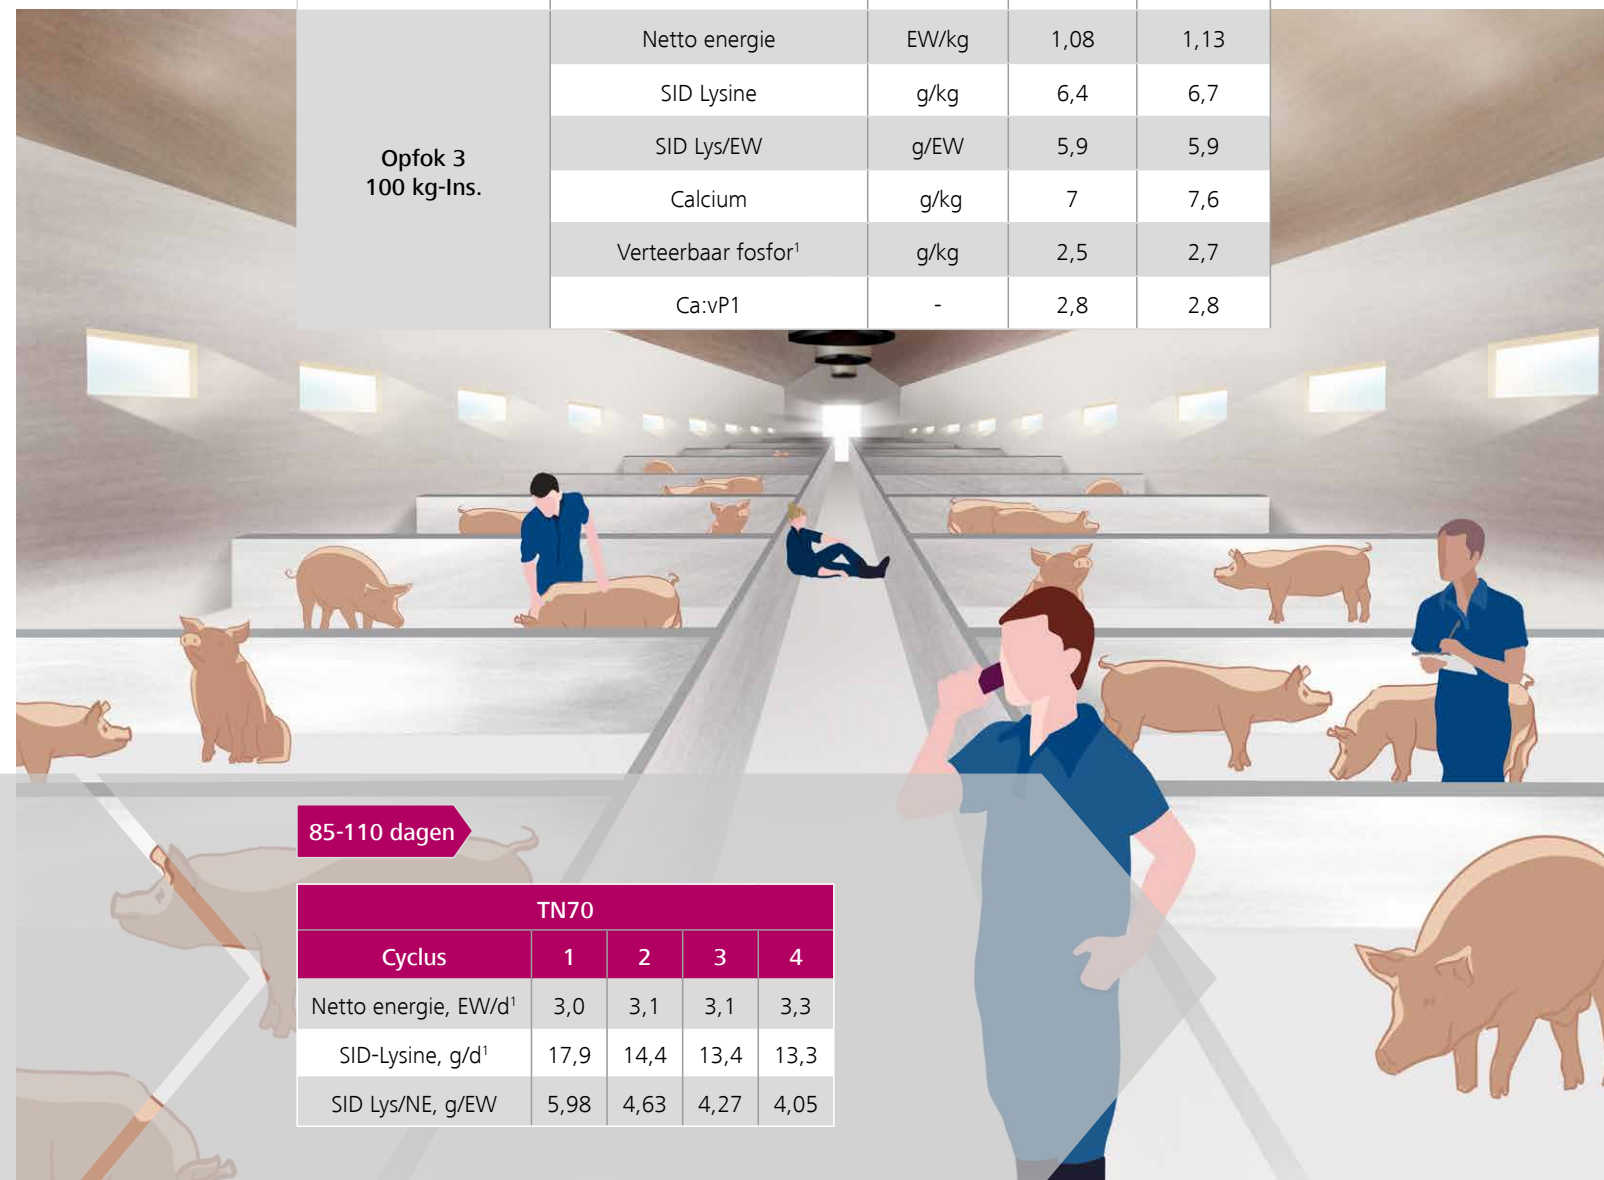 Netto energie EW/kg 1,08 1,13
SID Lysine g/kg 6,4 6,7
SID Lys/EW g/EW 5,9 5,9
Opfok 3
100 kg-Ins.
Calcium g/kg 7 7,6
Verteerbaar fosfor¹ g/kg 2,5 2,7
Ca:vP1 - 2,8 2,8
85-110 dagen
TN70
Cyclus 1 2 3 4
Netto energie, EW/d¹ 3,0 3,1 3,1 3,3
SID-Lysine, g/d¹ 17,9 14,4 13,4 13,3
SID Lys/NE, g/EW 5,98 4,63 4,27 4,05